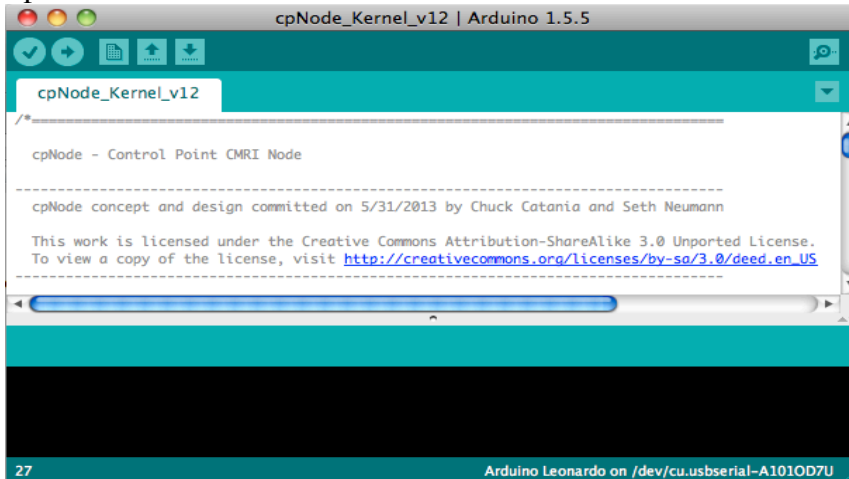 cpNode_Kernel_v12 | Arduino 1.5.5
cpNode_Kernel_v12
/*==================================================================================
cpNode - Control Point CMRI Node
------------------------------------------------------------------------------------
cpNode concept and design committed on 5/31/2013 by Chuck Catania and Seth Neumann
This work is licensed under the Creative Commons Attribution-ShareAlike 3.0 Unported License.
To view a copy of the license, visit http://creativecommons.org/licenses/by-sa/3.0/deed.en_US
------------------------------------------------------------------------------------
27 Arduino Leonardo on /dev/cu.usbserial-A101OD7U